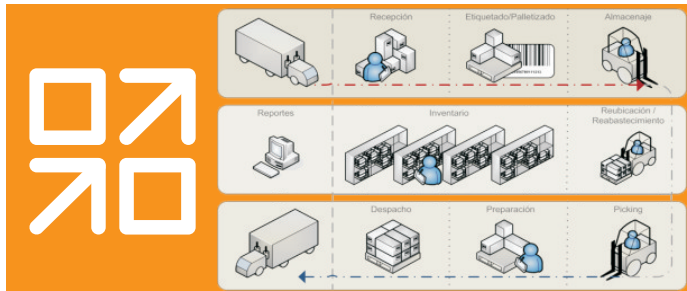 Recepción
Etiquetado/Palletizado
Almacenaje
Reportes
Inventario
Reubicación /
Reabastecimiento
Despacho
Preparación
Picking